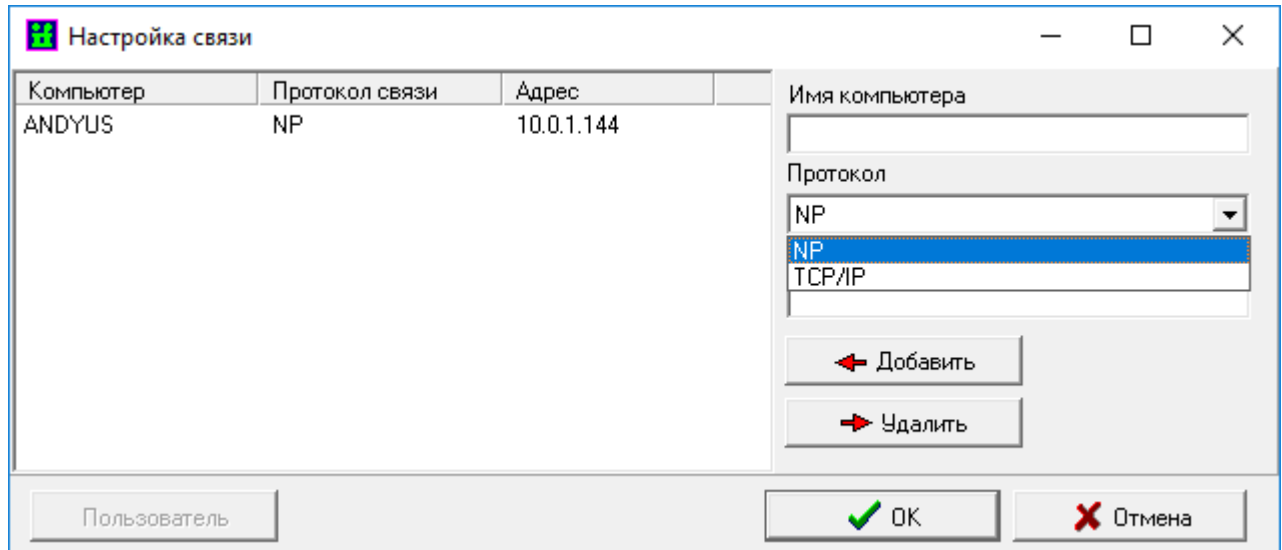 Настройка связи
Компьютер Протокол связи Адрес
ANDYUS NP 10.0.1.144
Имя компьютера
Протокол
NP
NP
TCP/IP
Добавить
Удалить
Пользователь
OK
Отмена